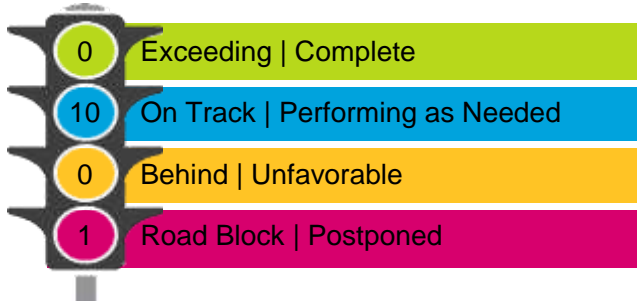 0 Exceeding | Complete
10 On Track | Performing as Needed
0 Behind | Unfavorable
1 Road Block | Postponed